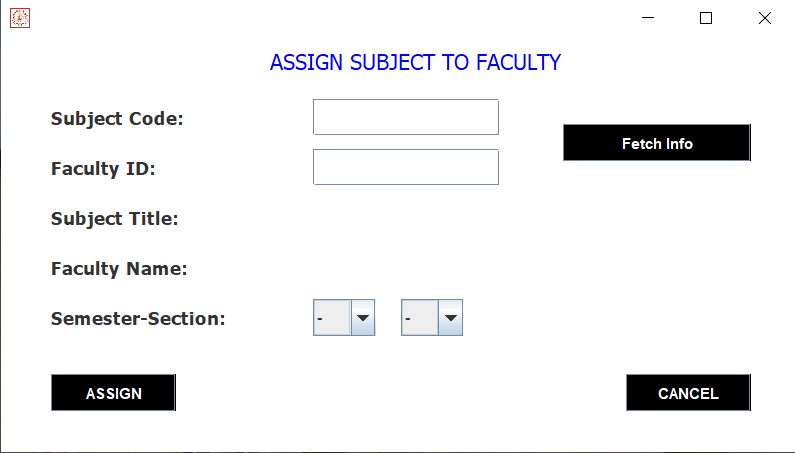 ASSIGN SUBJECT TO FACULTY
Subject Code:
Fetch Info
Faculty ID:
Subject Title:
Faculty Name:
Semester-Section: - -
ASSIGN CANCEL